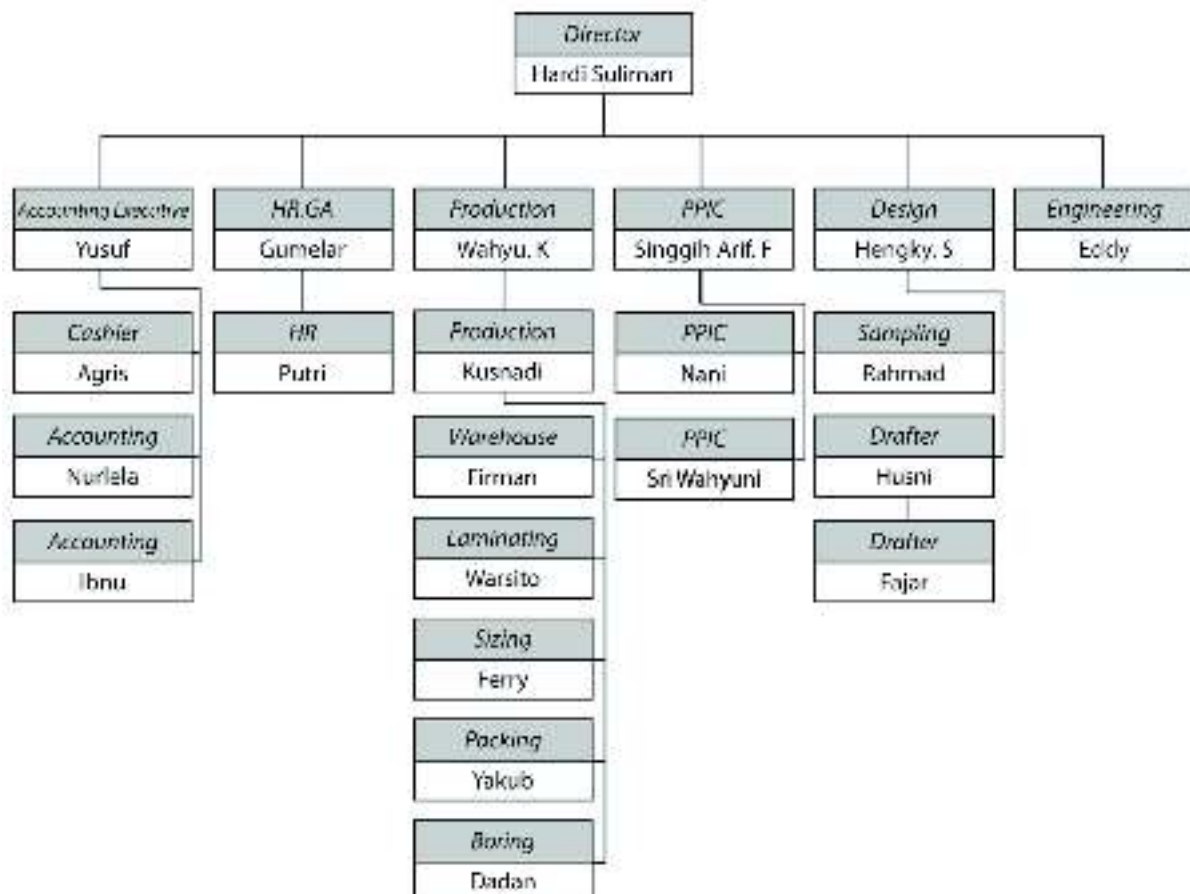 Director
Hardi Suliman
Accounting Executive
Yusuf
HR.GA
Gumelar
Production
Wahyu. K
PPIC
Singgih Arif. F
Design
Hengky. S
Engineering
Eddy
Cashier
Agris
HR
Putri
Production
Kusnadi
PPIC
Nani
Sampling
Rahmad
Accounting
Nurlela
Warehouse
Firman
PPIC
Sri Wahyuni
Drafter
Husni
Accounting
Ibnu
Laminating
Warsito
Drafter
Fajar
Sizing
Ferry
Packing
Yakub
Boring
Dadan